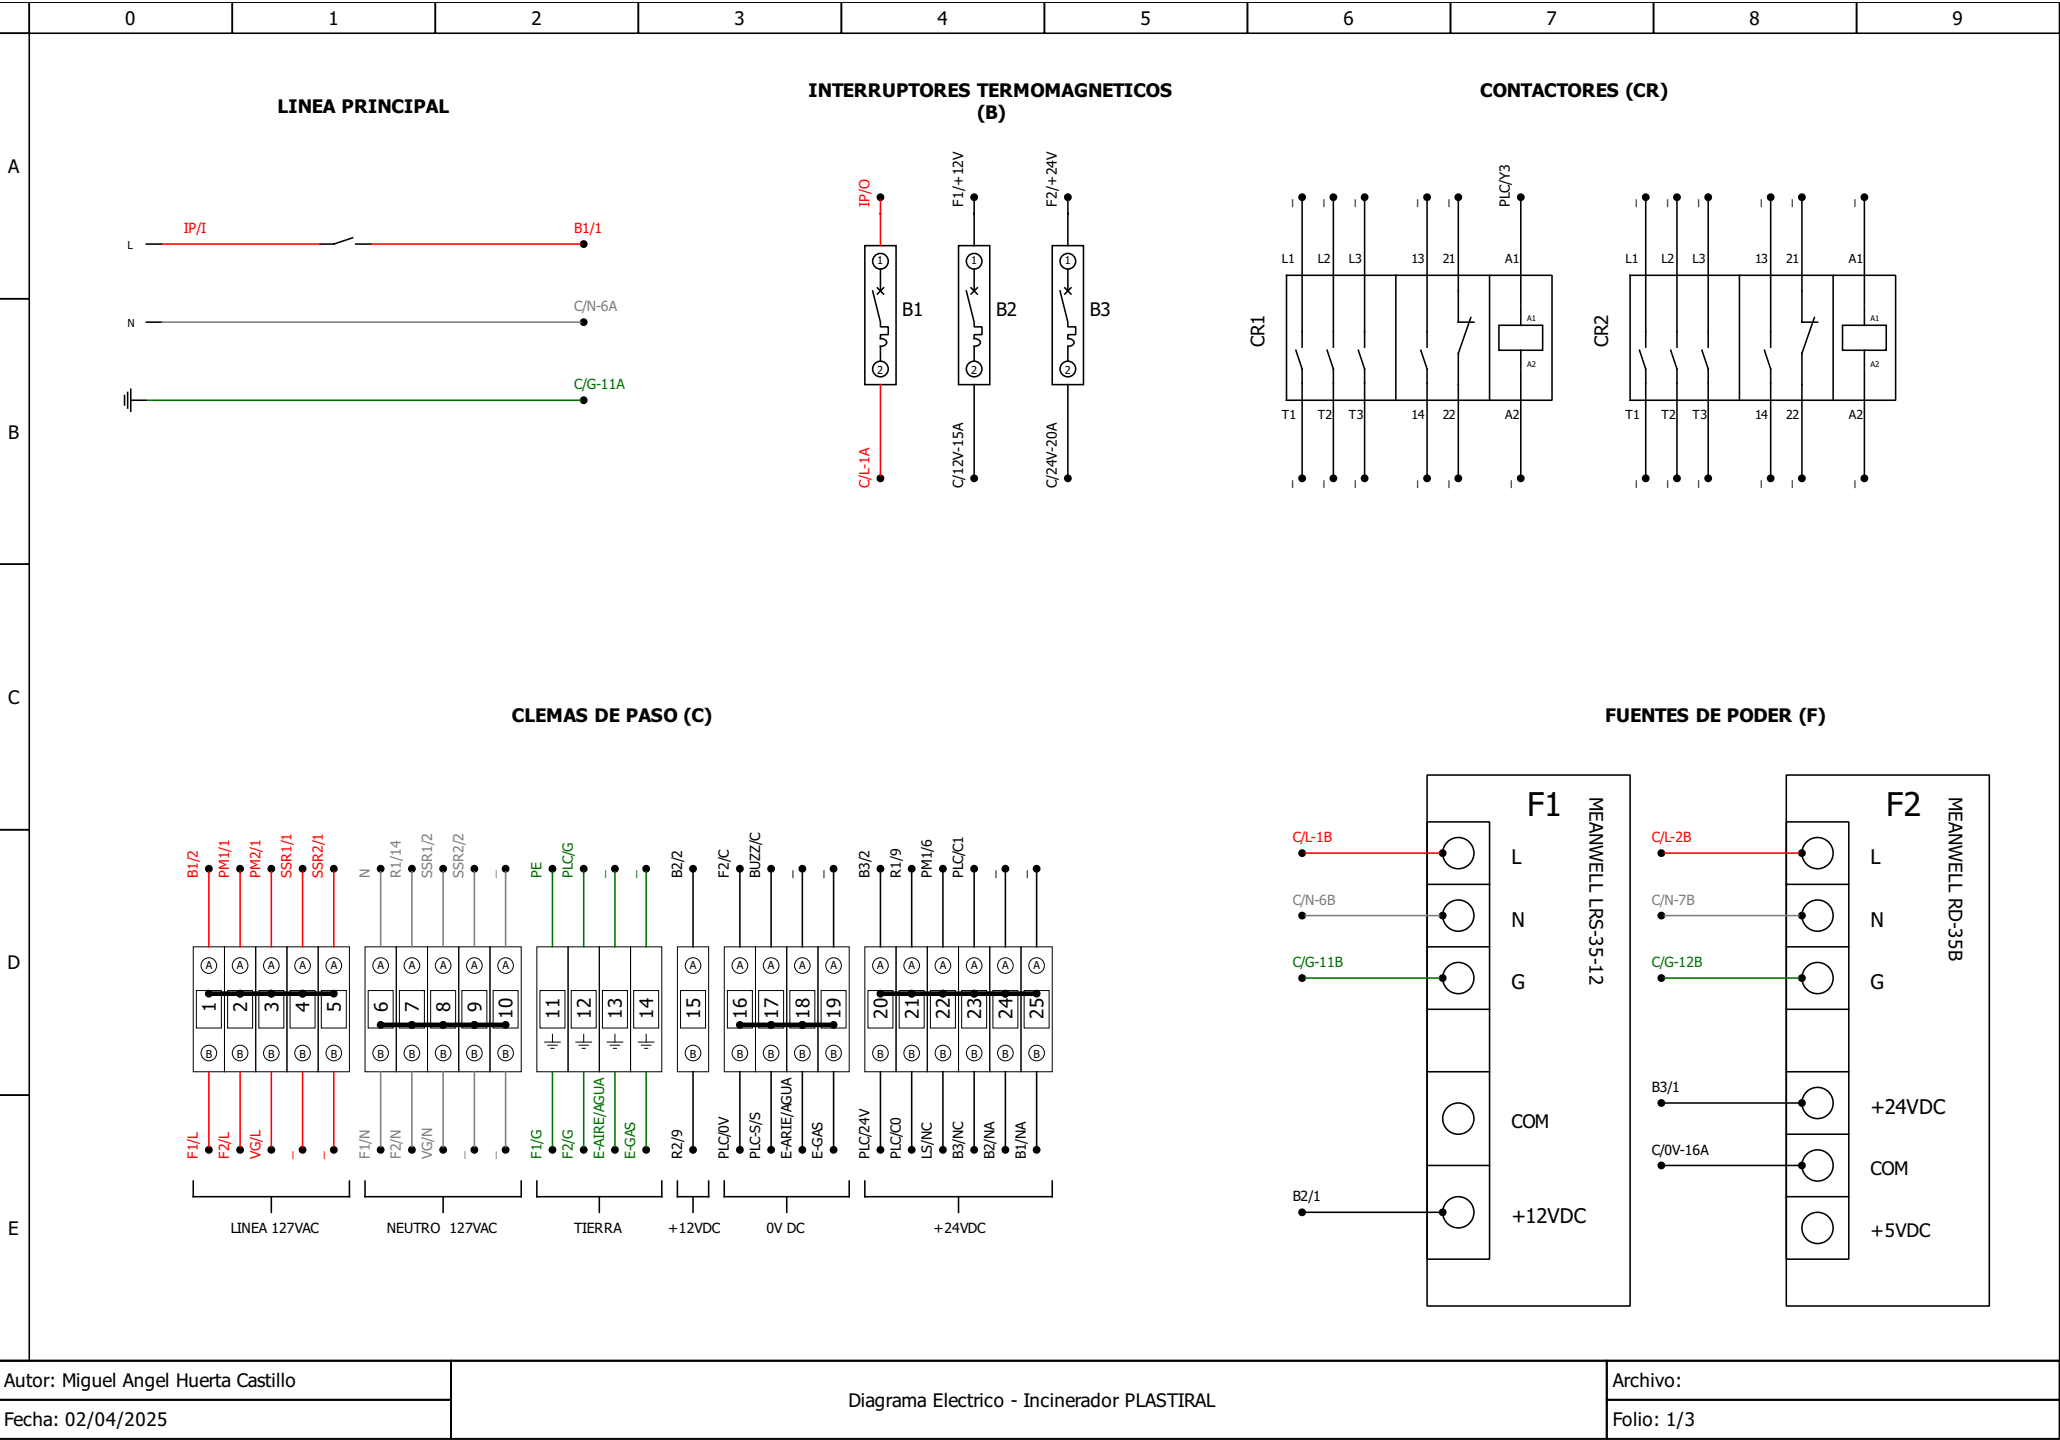 0 1 2 3 4 5 6 7 8 9
A
B
C
D
E
LINEA PRINCIPAL
L
IP/I
B1/1
N
C/N-6A
C/G-11A
INTERRUPTORES TERMOMAGNETICOS
(B)
IP/O F1/+12V F2/+24V
1 1 1
B1 B2 B3
2 2 2
C/L-1A C/12V-15A C/24V-20A
CONTACTORES (CR)
PLC/Y3
L1 L2 L3 13 21 A1
CR1
A1
A2
T1 T2 T3 14 22 A2
L1 L2 L3 13 21 A1
CR2
A1
A2
T1 T2 T3 14 22 A2
CLEMAS DE PASO (C)
B1/2 PM1/1 PM2/1 SSR1/1 SSR2/1
A A A A A
1 2 3 4 5
B B B B B
F1/L F2/L VG/L _ _
LINEA 127VAC
N R1/14 SSR1/2 SSR2/2 _
A A A A A
6 7 8 9 10
B B B B B
F1/N F2/N VG/N _ _
NEUTRO 127VAC
PE PLC/G _ _
11 12 13 14
F1/G F2/G E-AIRE/AGUA E-GAS
TIERRA
B2/2
A
15
B
R2/9
+12VDC
F2/C BUZZ/C _ _
A A A A
16 17 18 19
B B B B
PLC/0V PLC-S/S E-ARIE/AGUA E-GAS
0V DC
B3/2 R1/9 PM1/6 PLC/C1 _ _
A A A A A A
20 21 22 23 24 25
B B B B B B
PLC/24V PLC/C0 LS/NC B3/NC B2/NA B1/NA
+24VDC
FUENTES DE PODER (F)
F1
MEANWELL LRS-35-12
C/L-1B L
C/N-6B N
C/G-11B G
COM
B2/1 +12VDC
F2
MEANWELL RD-35B
C/L-2B L
C/N-7B N
C/G-12B G
B3/1 +24VDC
C/0V-16A COM
+5VDC
Autor: Miguel Angel Huerta Castillo
Fecha: 02/04/2025
Diagrama Electrico - Incinerador PLASTIRAL
Archivo:
Folio: 1/3